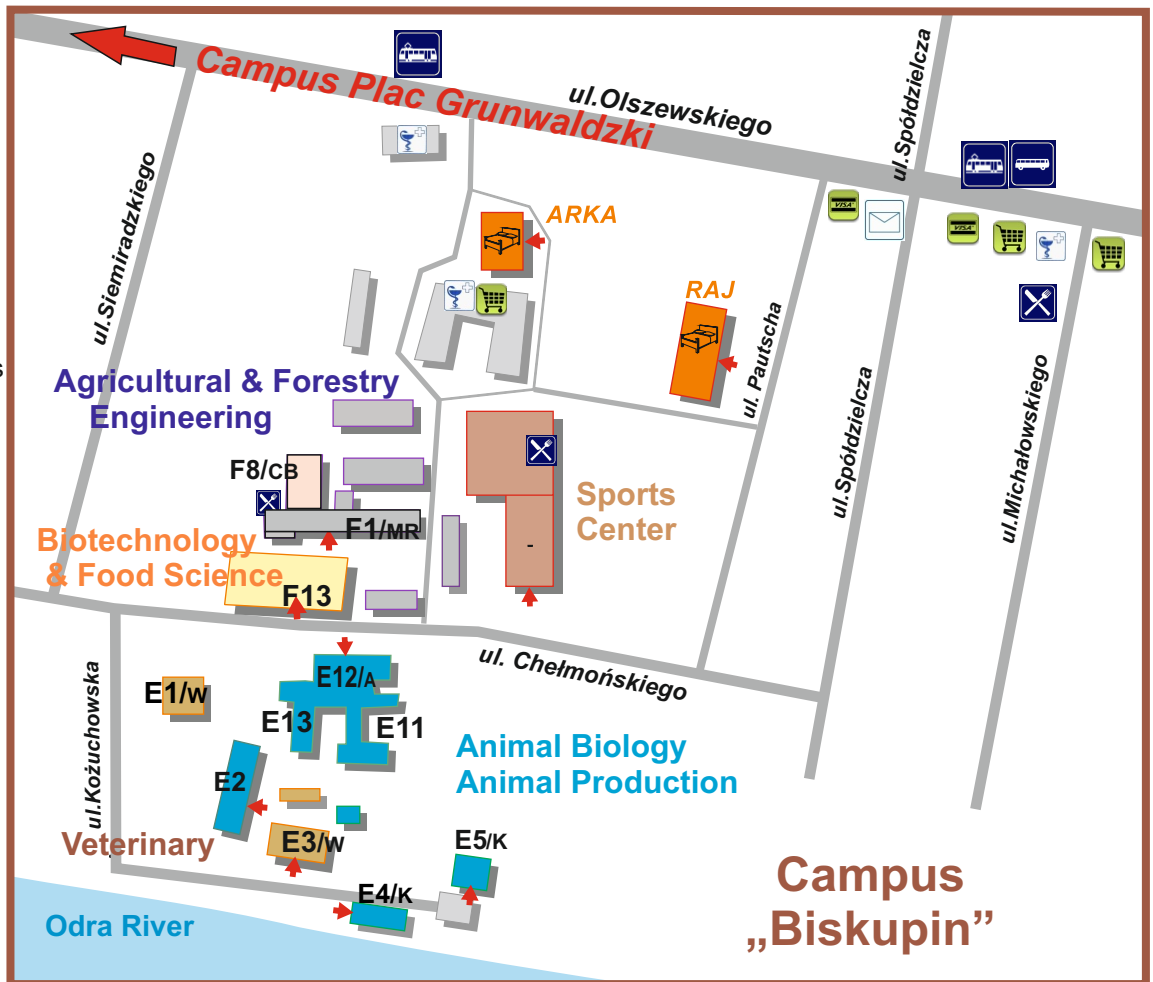 Campus Plac Grunwaldzki
ul.Olszewskiego
ul.Spółdzielcza
ul.Siemiradzkiego
ARKA
VISA
VISA
RAJ
ul. Pautscha
ul.Spółdzielcza
ul.Michałowskiego
Agricultural & Forestry
Engineering
F8/CB
F1/MR
Sports
Center
-
Biotechnology
& Food Science
F13
ul. Chełmońskiego
ul.Kożuchowska
E1/W
E12/A
E13
E11
E2
Animal Biology
Animal Production
Veterinary
E3/W
E5/K
E4/K
Odra River
Campus
„Biskupin”